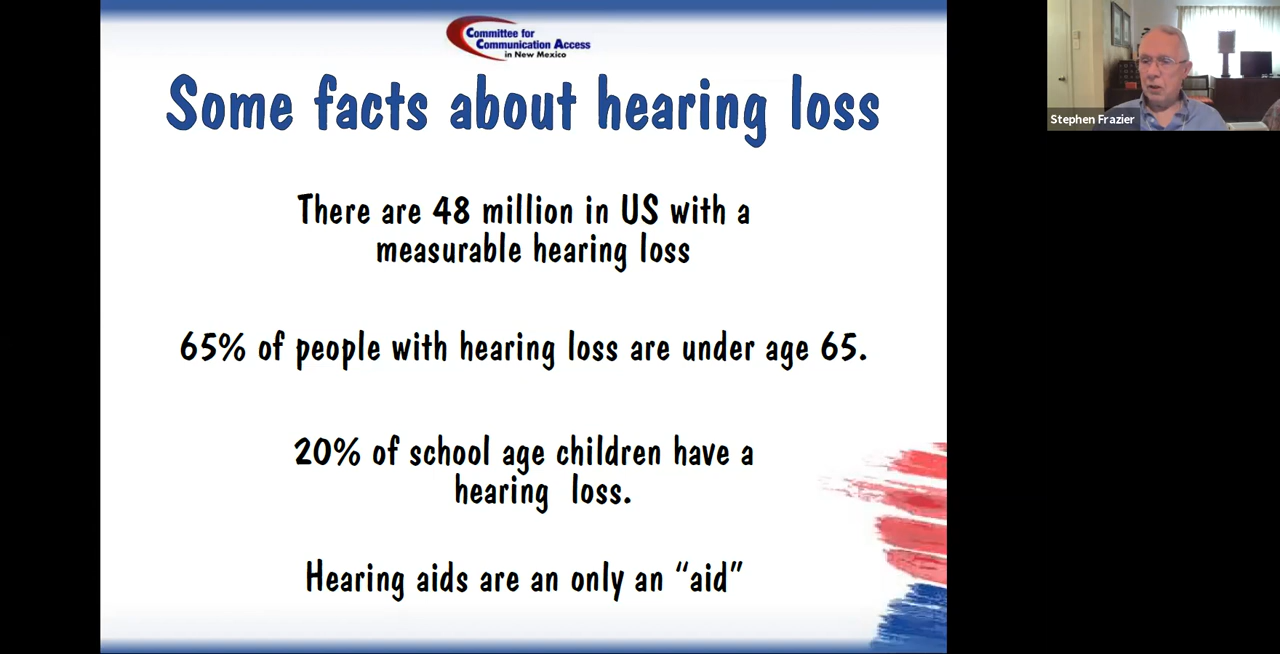 Committee for
Communication Access
in New Mexico
Some facts about hearing loss
There are 48 million in US with a
measurable hearing loss
65% of people with hearing loss are under age 65.
20% of school age children have a
hearing loss.
Hearing aids are an only an “aid”
Stephen Frazier